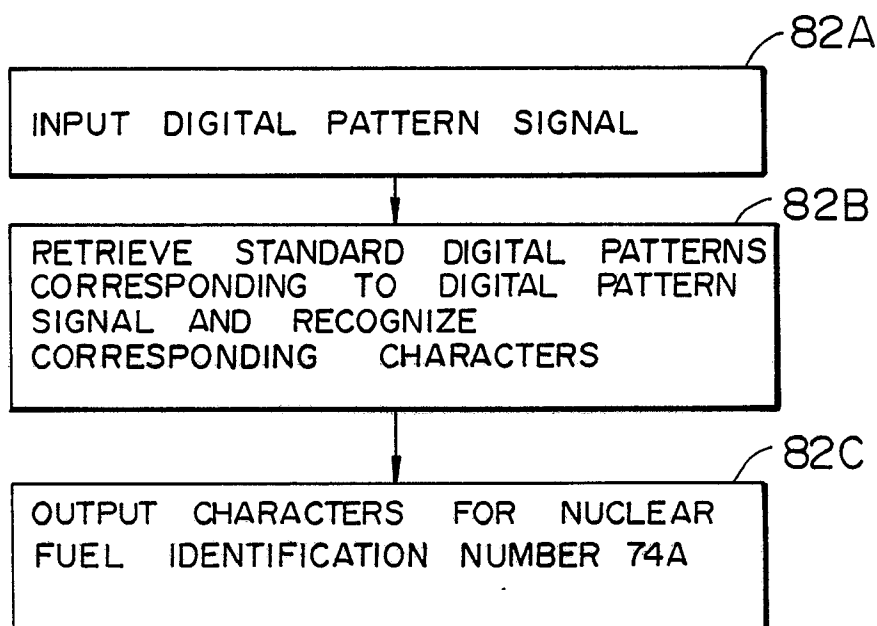 82A
INPUT DIGITAL PATTERN SIGNAL
82B
RETRIEVE STANDARD DIGITAL PATTERNS
CORRESPONDING TO DIGITAL PATTERN
SIGNAL AND RECOGNIZE
CORRESPONDING CHARACTERS
82C
OUTPUT CHARACTERS FOR NUCLEAR
FUEL IDENTIFICATION NUMBER 74A